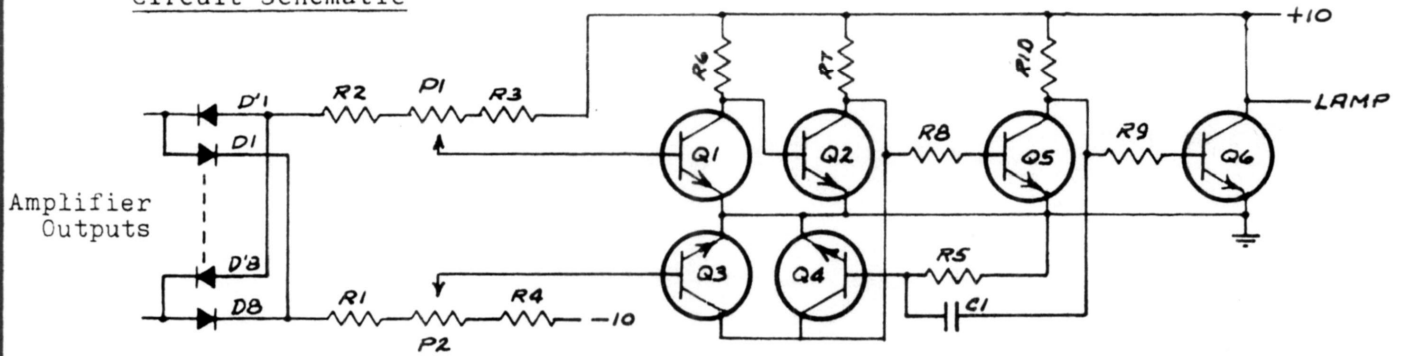 Circuit Schematic
+10
R6
R7
R10
R2
P1
R3
D'1
D1
LAMP
Q1
Q2
R8
Q5
R9
Q6
Amplifier
Outputs
D'8
D8
R1
P2
R4
-10
Q3
Q4
R5
C1